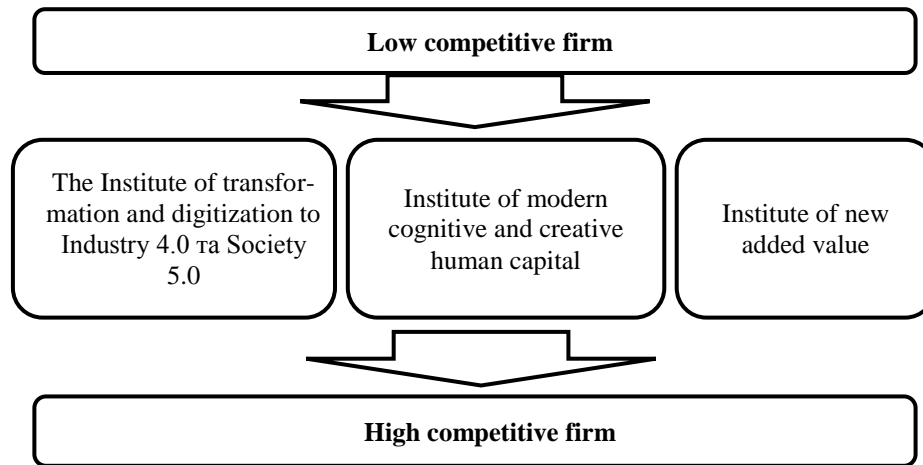 Low competitive firm
The Institute of transfor-
mation and digitization to
Industry 4.0 та Society
5.0
Institute of modern
cognitive and creative
human capital
Institute of new
added value
High competitive firm